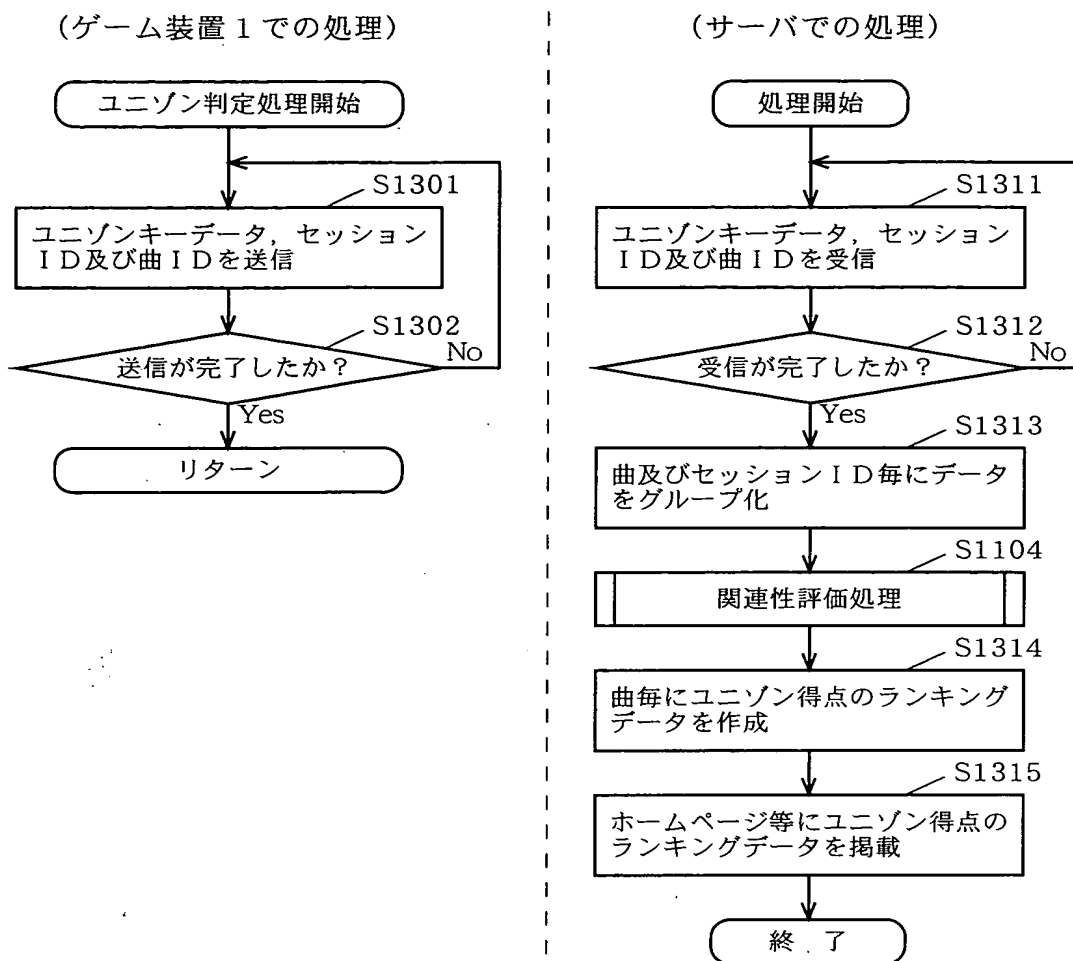 (ゲーム装置1での処理)
ユニゾン判定処理開始
S1301
ユニゾンキーデータ，セッション
ID及び曲IDを送信
S1302
送信が完了したか？
No
Yes
リターン
(サーバでの処理)
処理開始
S1311
ユニゾンキーデータ，セッション
ID及び曲IDを受信
S1312
受信が完了したか？
No
Yes
S1313
曲及びセッションID毎にデータ
をグループ化
S1104
関連性評価処理
S1314
曲毎にユニゾン得点のランキング
データを作成
S1315
ホームページ等にユニゾン得点の
ランキングデータを掲載
終 了